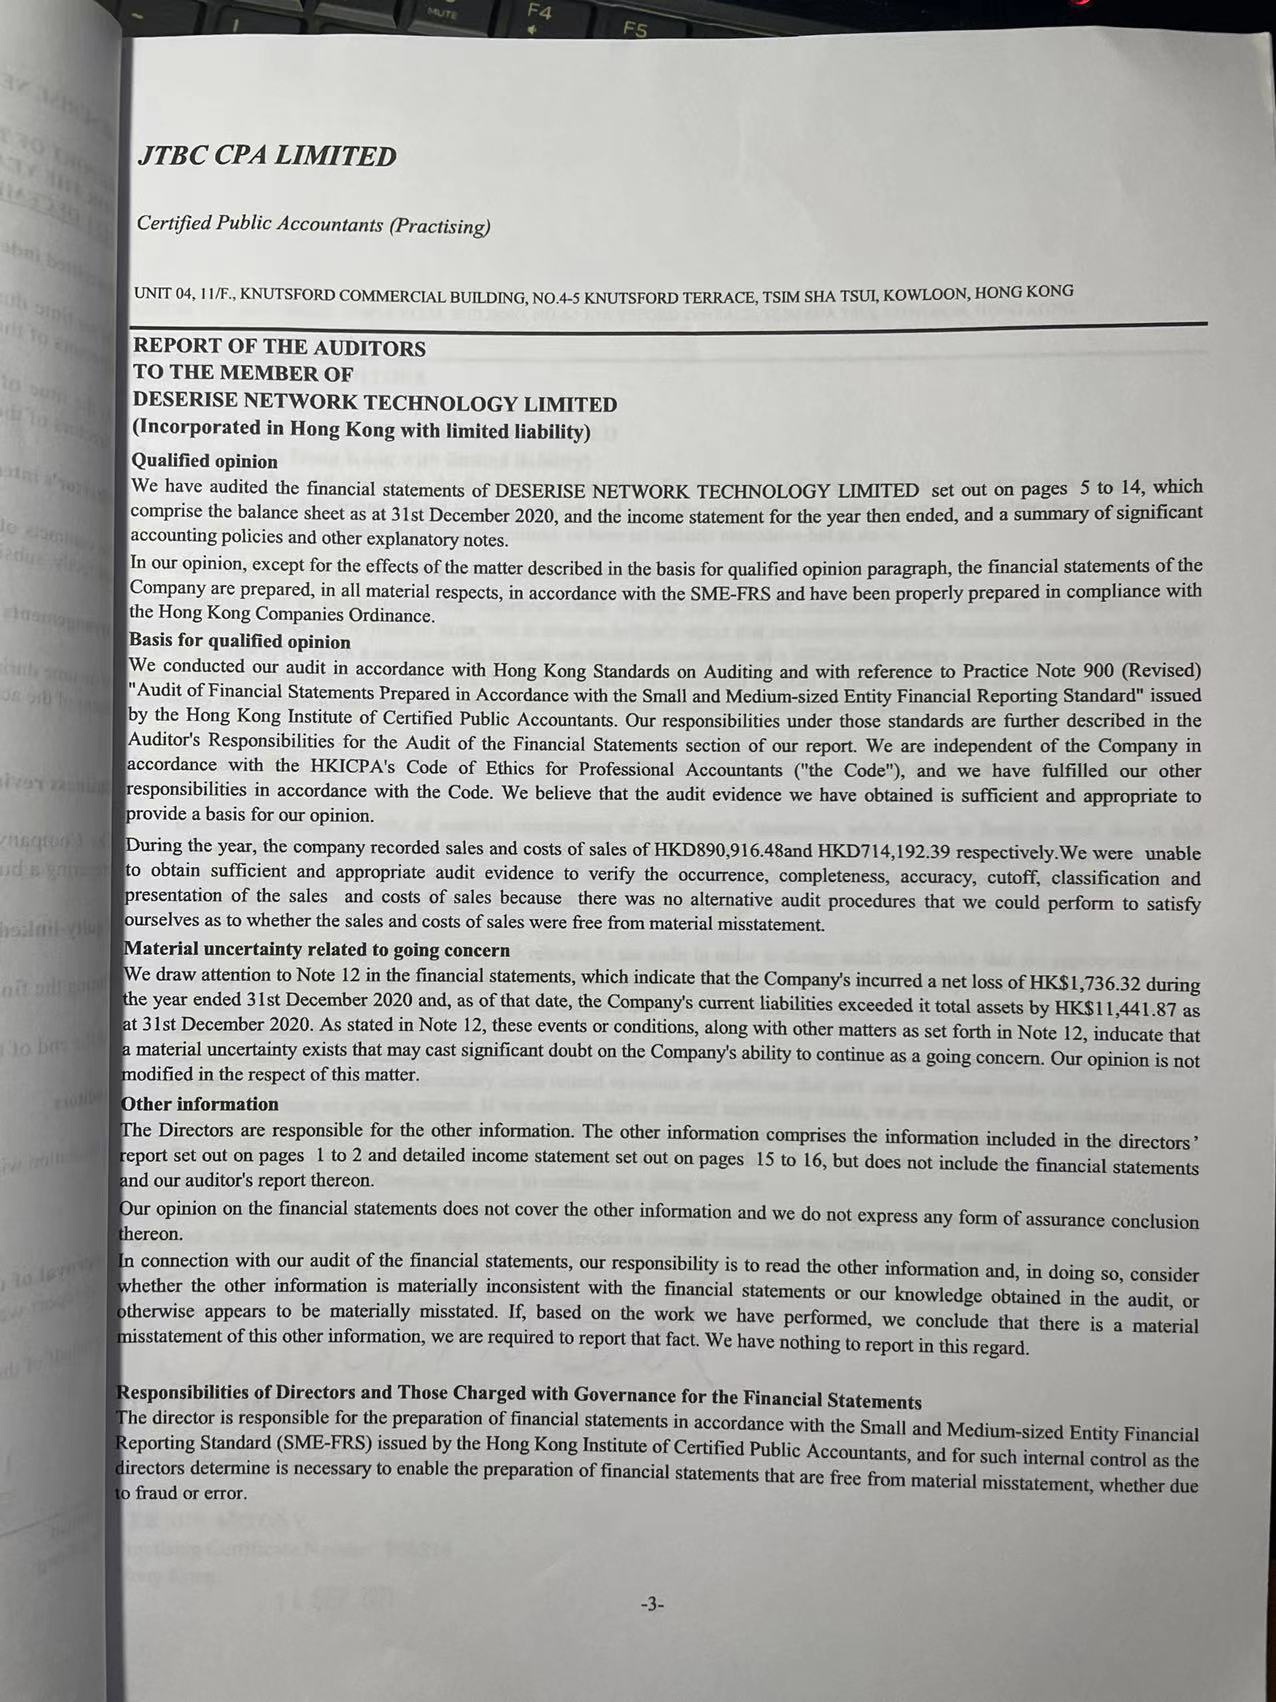 MUTE
F4
F5
JTBC CPA LIMITED
Certified Public Accountants (Practising)
UNIT 04, 11/F., KNUTSFORD COMMERCIAL BUILDING, NO.4-5 KNUTSFORD TERRACE, TSIM SHA TSUI, KOWLOON, HONG KONG
REPORT OF THE AUDITORS
TO THE MEMBER OF
DESERISE NETWORK TECHNOLOGY LIMITED
(Incorporated in Hong Kong with limited liability)
Qualified opinion
We have audited the financial statements of DESERISE NETWORK TECHNOLOGY LIMITED set out on pages 5 to 14, which
comprise the balance sheet as at 31st December 2020, and the income statement for the year then ended, and a summary of significant
accounting policies and other explanatory notes.
In our opinion, except for the effects of the matter described in the basis for qualified opinion paragraph, the financial statements of the
Company are prepared, in all material respects, in accordance with the SME-FRS and have been properly prepared in compliance with
the Hong Kong Companies Ordinance.
Basis for qualified opinion
We conducted our audit in accordance with Hong Kong Standards on Auditing and with reference to Practice Note 900 (Revised)
"Audit of Financial Statements Prepared in Accordance with the Small and Medium-sized Entity Financial Reporting Standard" issued
by the Hong Kong Institute of Certified Public Accountants. Our responsibilities under those standards are further described in the
Auditor's Responsibilities for the Audit of the Financial Statements section of our report. We are independent of the Company in
accordance with the HKICPA's Code of Ethics for Professional Accountants ("the Code"), and we have fulfilled our other
responsibilities in accordance with the Code. We believe that the audit evidence we have obtained is sufficient and appropriate to
provide a basis for our opinion.
During the year, the company recorded sales and costs of sales of HKD890,916.48and HKD714,192.39 respectively.We were unable
to obtain sufficient and appropriate audit evidence to verify the occurrence, completeness, accuracy, cutoff, classification and
presentation of the sales and costs of sales because there was no alternative audit procedures that we could perform to satisfy
ourselves as to whether the sales and costs of sales were free from material misstatement.
Material uncertainty related to going concern
We draw attention to Note 12 in the financial statements, which indicate that the Company's incurred a net loss of HK$1,736.32 during
the year ended 31st December 2020 and, as of that date, the Company's current liabilities exceeded it total assets by HK$11,441.87 as
at 31st December 2020. As stated in Note 12, these events or conditions, along with other matters as set forth in Note 12, inducate that
a material uncertainty exists that may cast significant doubt on the Company's ability to continue as a going concern. Our opinion is not
modified in the respect of this matter.
Other information
The Directors are responsible for the other information. The other information comprises the information included in the directors’
report set out on pages 1 to 2 and detailed income statement set out on pages 15 to 16, but does not include the financial statements
and our auditor's report thereon.
Our opinion on the financial statements does not cover the other information and we do not express any form of assurance conclusion
thereon.
In connection with our audit of the financial statements, our responsibility is to read the other information and, in doing so, consider
whether the other information is materially inconsistent with the financial statements or our knowledge obtained in the audit, or
otherwise appears to be materially misstated. If, based on the work we have performed, we conclude that there is a material
misstatement of this other information, we are required to report that fact. We have nothing to report in this regard.
Responsibilities of Directors and Those Charged with Governance for the Financial Statements
The director is responsible for the preparation of financial statements in accordance with the Small and Medium-sized Entity Financial
Reporting Standard (SME-FRS) issued by the Hong Kong Institute of Certified Public Accountants, and for such internal control as the
directors determine is necessary to enable the preparation of financial statements that are free from material misstatement, whether due
to fraud or error.
-3-